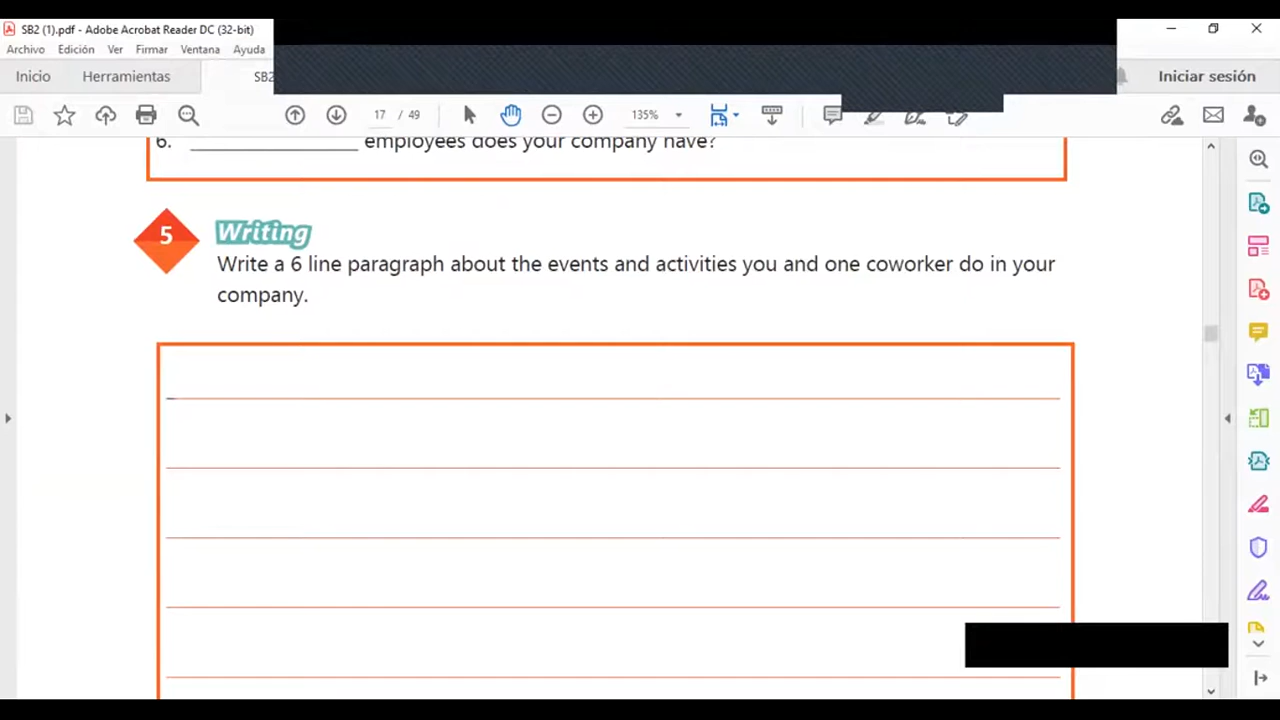 SB2 (1).pdf - Adobe Acrobat Reader DC (32-bit)
Archivo Edición Ver Firmar Ventana Ayuda
Inicio Herramientas SB2 Iniciar sesión
17 / 49 135%
6. _______________ employees does your company have?
5 Writing
Write a 6 line paragraph about the events and activities you and one coworker do in your
company.